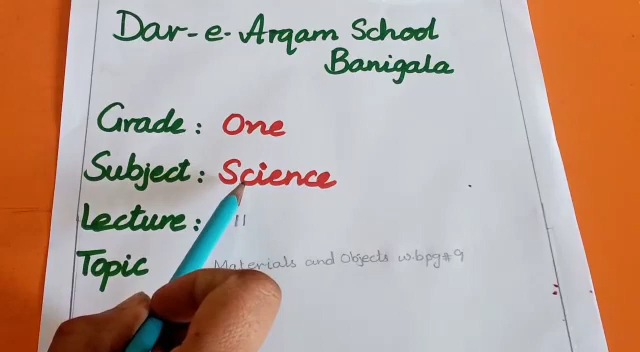 Dar-e-Arqam School
Banigala
Grade: One
Subject: Science
Lecture: 11
Topic Materials and Objects w.b pg# 9